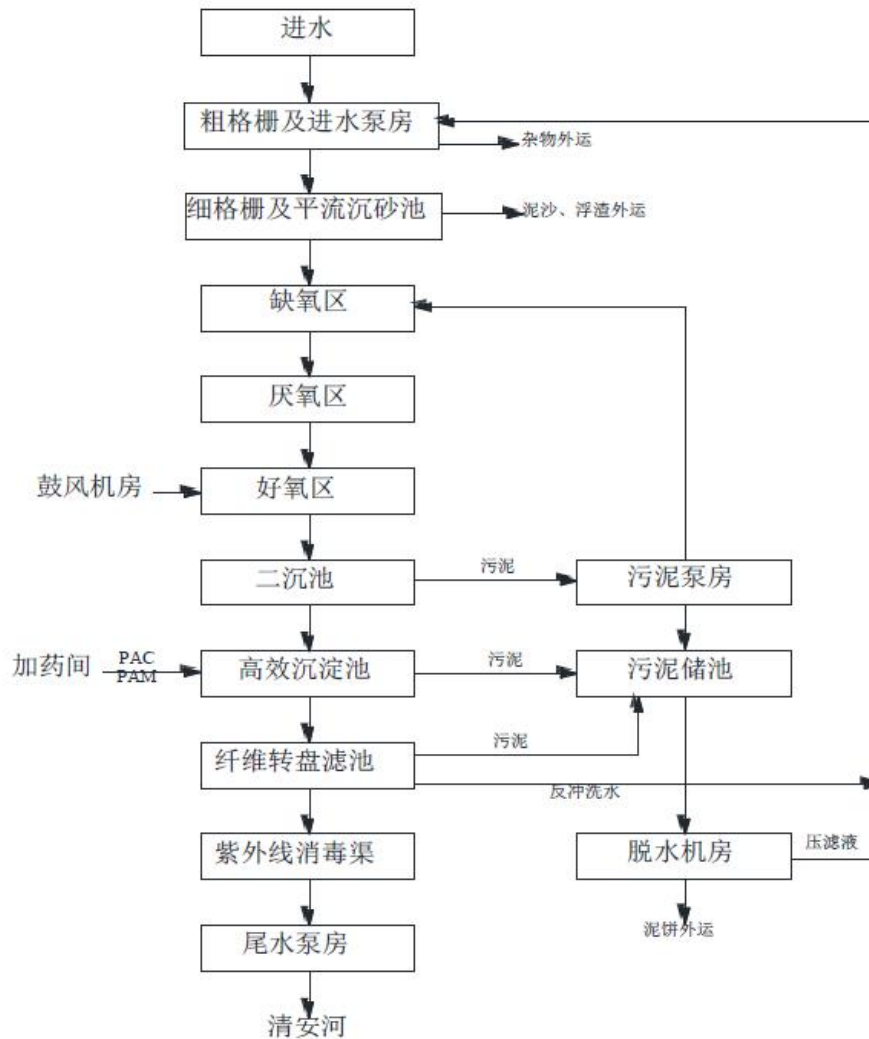 进水
粗格栅及进水泵房
杂物外运
细格栅及平流沉砂池
泥沙、浮渣外运
缺氧区
厌氧区
鼓风机房
好氧区
二沉池
污泥
污泥泵房
加药间
PAC
PAM
高效沉淀池
污泥
污泥储池
纤维转盘滤池
污泥
反冲洗水
紫外线消毒渠
脱水机房
压滤液
尾水泵房
泥饼外运
清安河